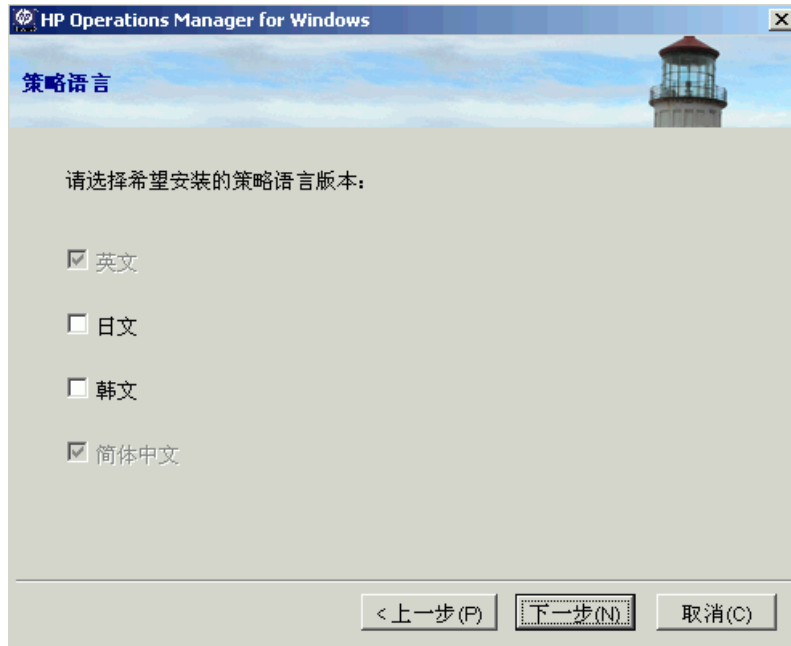 HP Operations Manager for Windows
策略语言
请选择希望安装的策略语言版本:
英文
日文
韩文
简体中文
<上一步(P) 下一步(N) 取消(C)